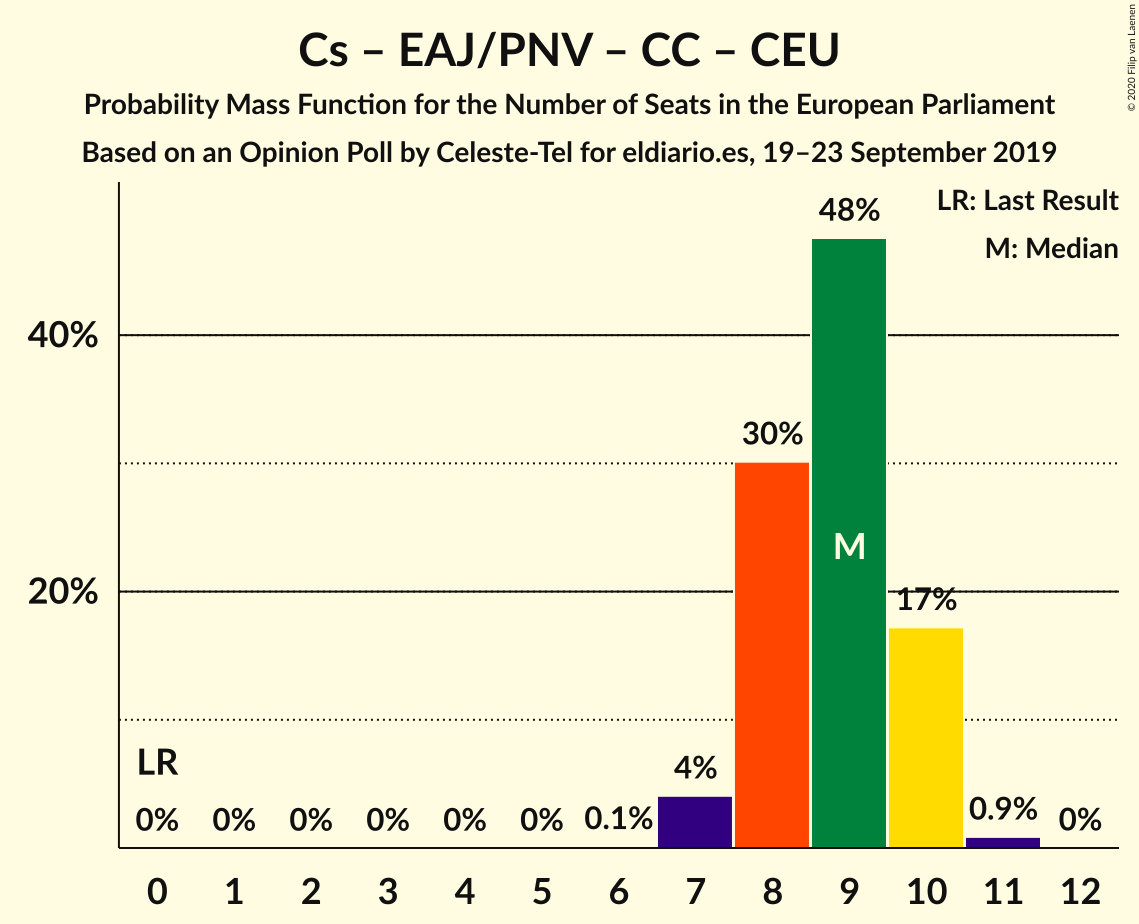 Cs – EAJ/PNV – CC – CEU
Probability Mass Function for the Number of Seats in the European Parliament
Based on an Opinion Poll by Celeste-Tel for eldiario.es, 19–23 September 2019
© 2020 Filip van Laenen
LR: Last Result
M: Median
48%
40%
30%
M
20%
17%
LR
4%
0% 0% 0% 0% 0% 0% 0.1% 0.9% 0%
0 1 2 3 4 5 6 7 8 9 10 11 12